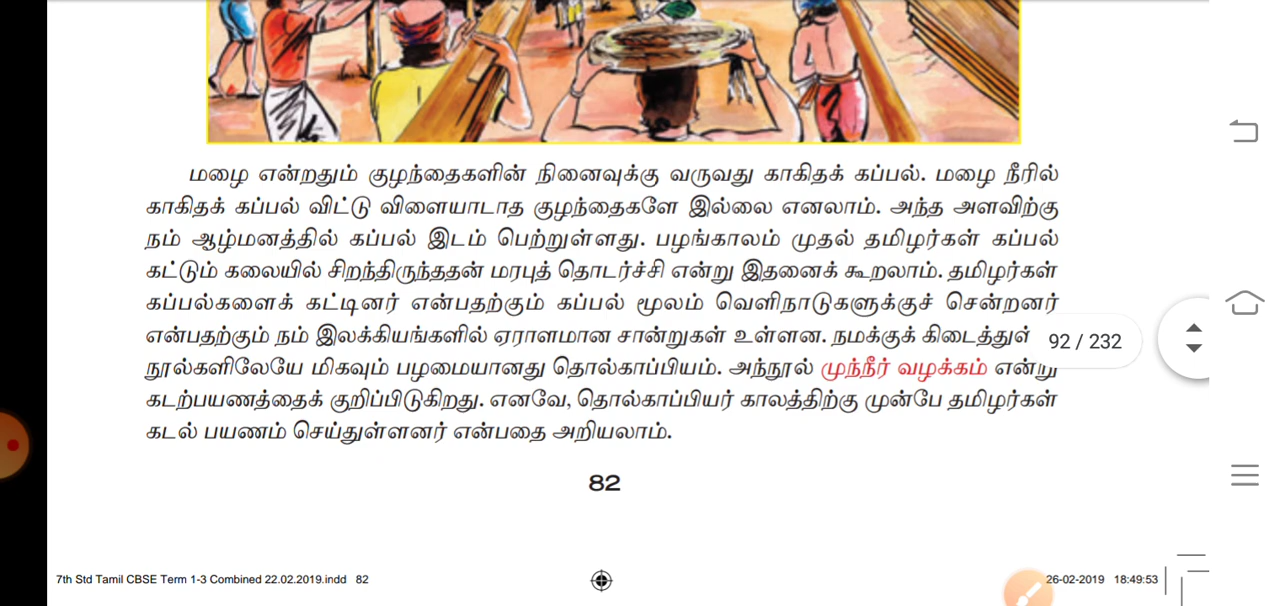 மழை என்றதும் குழந்தைகளின் நினைவுக்கு வருவது காகிதக் கப்பல். மழை நீரில்
காகிதக் கப்பல் விட்டு விளையாடாத குழந்தைகளே இல்லை எனலாம். அந்த அளவிற்கு
நம் ஆழ்மனத்தில் கப்பல் இடம் பெற்றுள்ளது. பழங்காலம் முதல் தமிழர்கள் கப்பல்
கட்டும் கலையில் சிறந்திருந்ததன் மரபுத் தொடர்ச்சி என்று இதனைக் கூறலாம். தமிழர்கள்
கப்பல்களைக் கட்டினர் என்பதற்கும் கப்பல் மூலம் வெளிநாடுகளுக்குச் சென்றனர்
என்பதற்கும் நம் இலக்கியங்களில் ஏராளமான சான்றுகள் உள்ளன. நமக்குக் கிடைத்துள்
92 / 232
நூல்களிலேயே மிகவும் பழமையானது தொல்காப்பியம். அந்நூல் முந்நீர் வழக்கம் என்று
கடற்பயணத்தைக் குறிப்பிடுகிறது. எனவே, தொல்காப்பியர் காலத்திற்கு முன்பே தமிழர்கள்
கடல் பயணம் செய்துள்ளனர் என்பதை அறியலாம்.
82
7th Std Tamil CBSE Term 1-3 Combined 22.02.2019.indd 82
26-02-2019 18:49:53